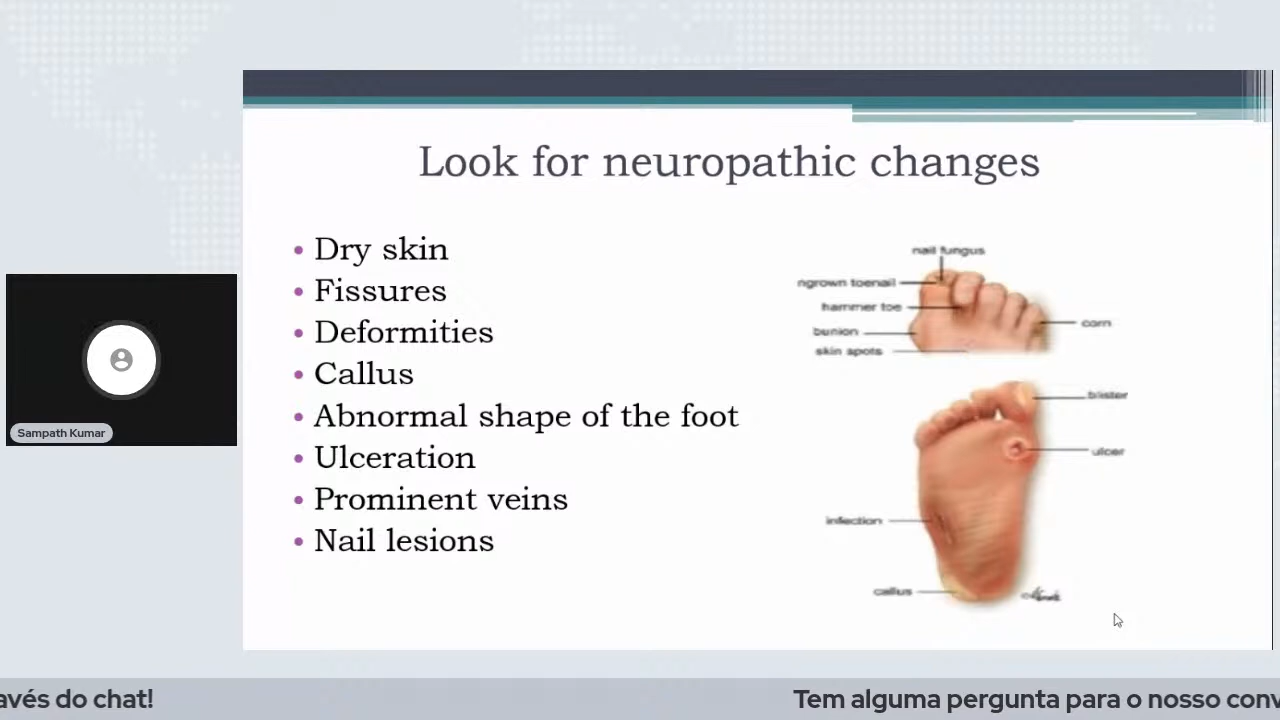 Look for neuropathic changes
• Dry skin
• Fissures
• Deformities
• Callus
• Abnormal shape of the foot
• Ulceration
• Prominent veins
• Nail lesions
nail fungus
ngrown toenail
hammer toe
bunion
skin spots
corn
blister
ulcer
infection
callus
Sampath Kumar
avés do chat!
Tem alguma pergunta para o nosso conv